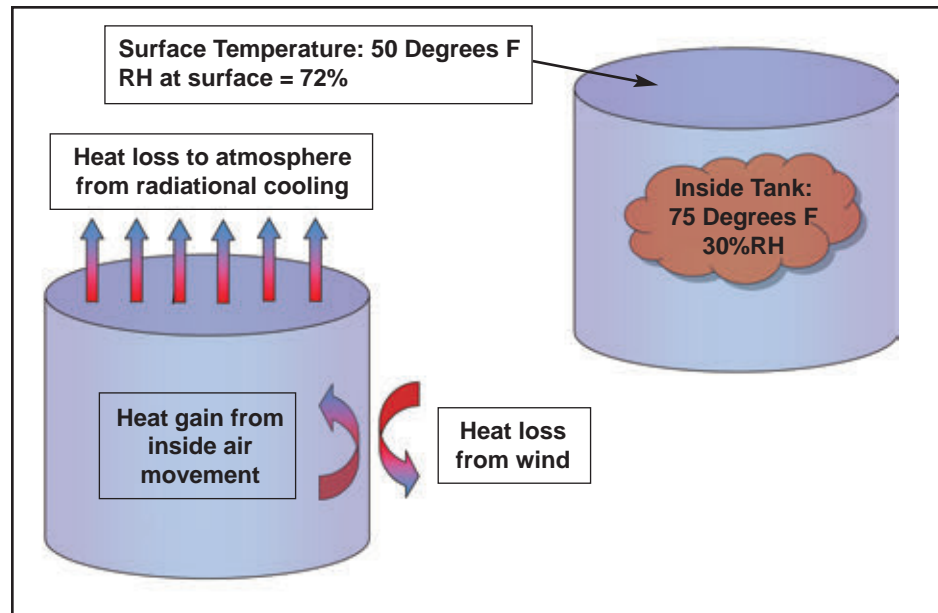 Surface Temperature: 50 Degrees F
RH at surface = 72%
Heat loss to atmosphere
from radiational cooling
Inside Tank:
75 Degrees F
30%RH
Heat gain from
inside air
movement
Heat loss
from wind